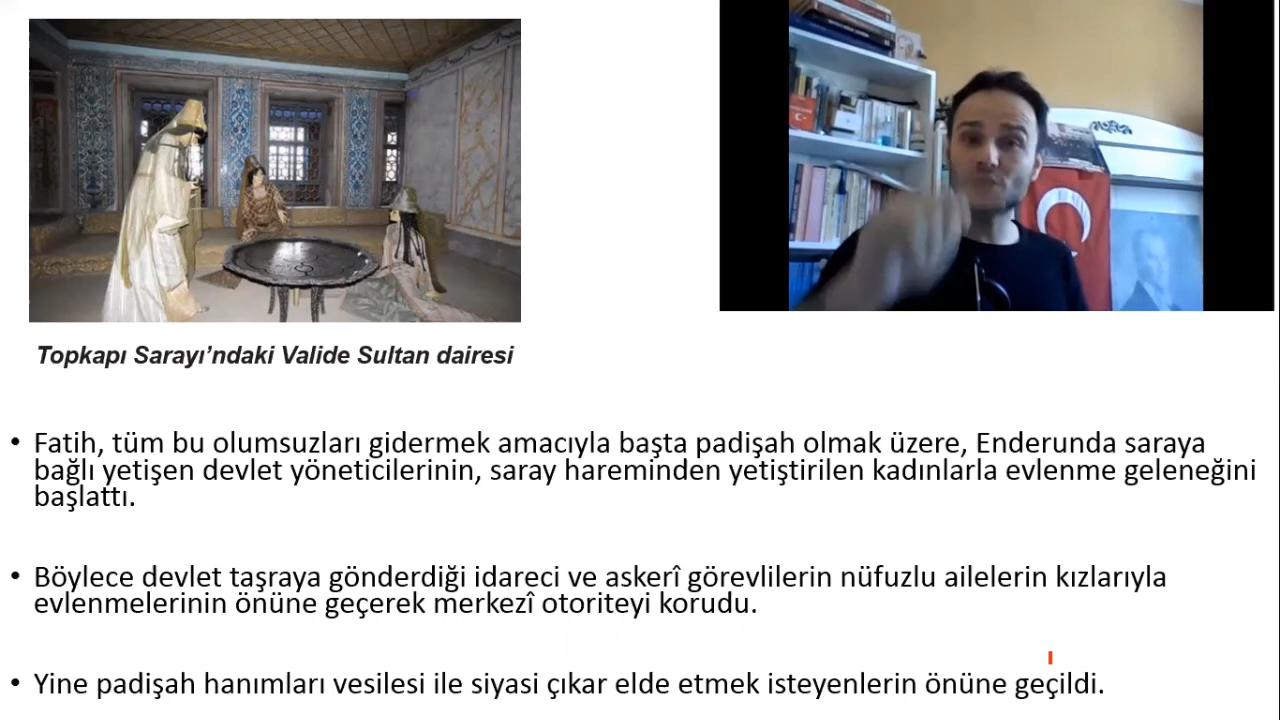 Topkapı Sarayı’ndaki Valide Sultan dairesi
• Fatih, tüm bu olumsuzları gidermek amacıyla başta padişah olmak üzere, Enderunda saraya
bağlı yetişen devlet yöneticilerinin, saray hareminden yetiştirilen kadınlarla evlenme geleneğini
başlattı.
• Böylece devlet taşraya gönderdiği idareci ve askerî görevlilerin nüfuzlu ailelerin kızlarıyla
evlenmelerinin önüne geçerek merkezî otoriteyi korudu.
• Yine padişah hanımları vesilesi ile siyasi çıkar elde etmek isteyenlerin önüne geçildi.